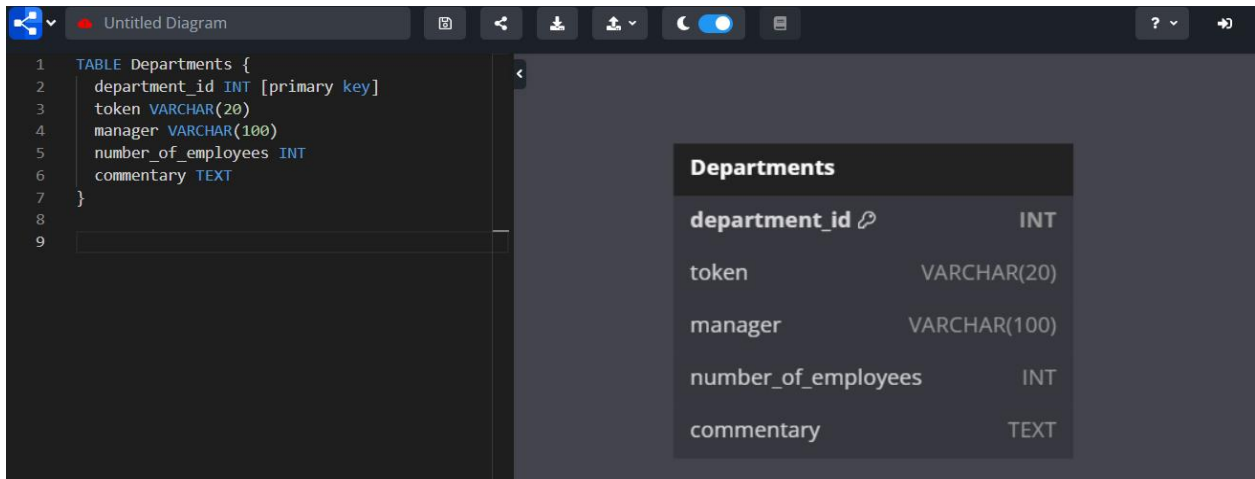 Untitled Diagram
?
1 TABLE Departments {
2 department_id INT [primary key]
3 token VARCHAR(20)
4 manager VARCHAR(100)
5 number_of_employees INT
6 commentary TEXT
7 }
8
9
Departments
department_id INT
token VARCHAR(20)
manager VARCHAR(100)
number_of_employees INT
commentary TEXT